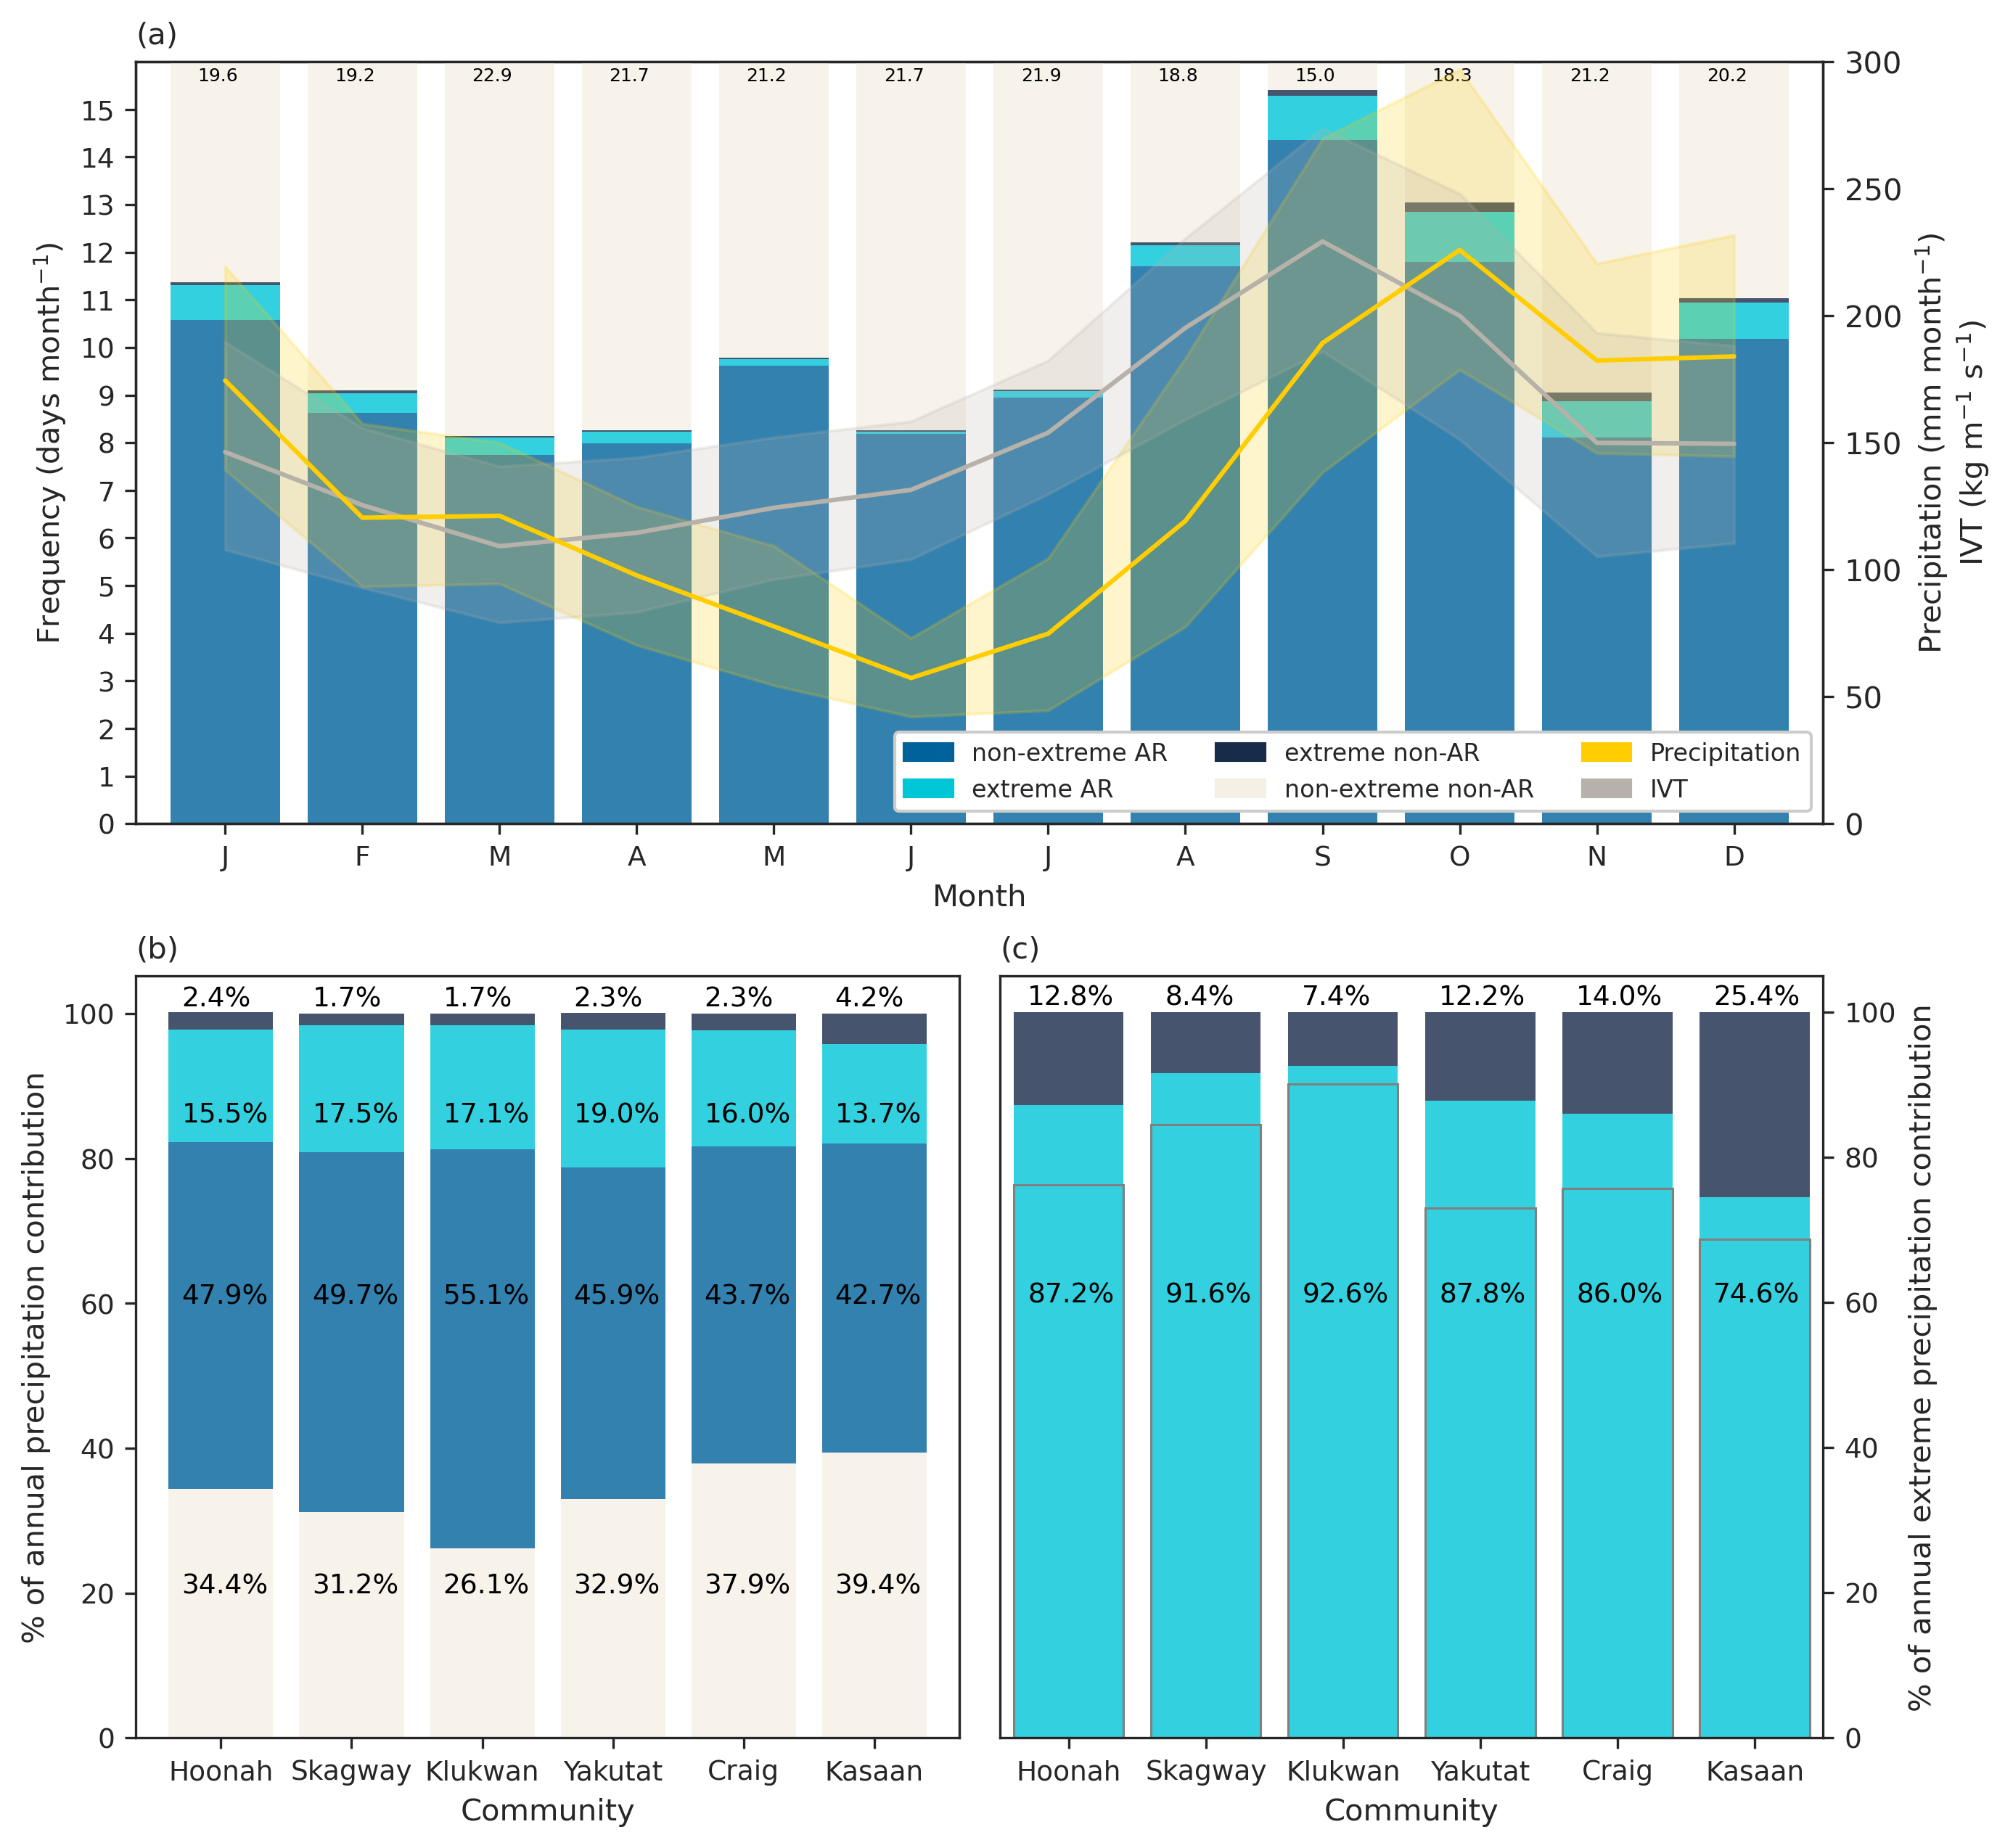 (a)
19.6 19.2 22.9 21.7 21.2 21.7 21.9 18.8 15.0 18.3 21.2 20.2
15
14
13
12
11
10
9
8
7
6
5
4
3
2
1
0
Frequency (days month⁻¹)
300
250
200
150
100
50
0
Precipitation (mm month⁻¹)
IVT (kg m⁻¹ s⁻¹)
non-extreme AR extreme non-AR Precipitation
extreme AR non-extreme non-AR IVT
J F M A M J J A S O N D
Month
(b)
2.4% 1.7% 1.7% 2.3% 2.3% 4.2%
15.5% 17.5% 17.1% 19.0% 16.0% 13.7%
47.9% 49.7% 55.1% 45.9% 43.7% 42.7%
34.4% 31.2% 26.1% 32.9% 37.9% 39.4%
100
80
60
40
20
0
% of annual precipitation contribution
Hoonah Skagway Klukwan Yakutat Craig Kasaan
Community
(c)
12.8% 8.4% 7.4% 12.2% 14.0% 25.4%
87.2% 91.6% 92.6% 87.8% 86.0% 74.6%
100
80
60
40
20
0
% of annual extreme precipitation contribution
Hoonah Skagway Klukwan Yakutat Craig Kasaan
Community